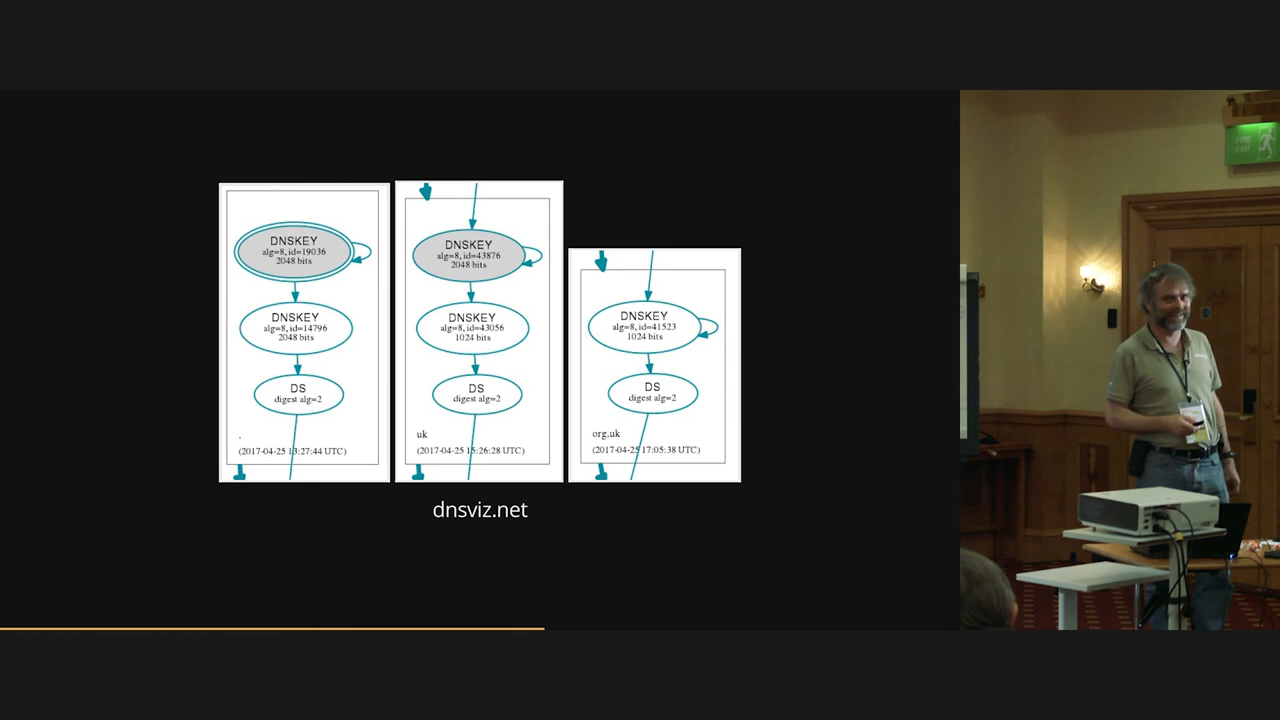 DNSKEY
alg=8, id=19036
2048 bits
DNSKEY
alg=8, id=14796
2048 bits
DS
digest alg=2
.
(2017-04-25 13:27:44 UTC)
DNSKEY
alg=8, id=43876
2048 bits
DNSKEY
alg=8, id=43056
1024 bits
DS
digest alg=2
uk
(2017-04-25 15:26:28 UTC)
DNSKEY
alg=8, id=41523
1024 bits
DS
digest alg=2
org.uk
(2017-04-25 17:05:38 UTC)
dnsviz.net
FIRE
EXIT